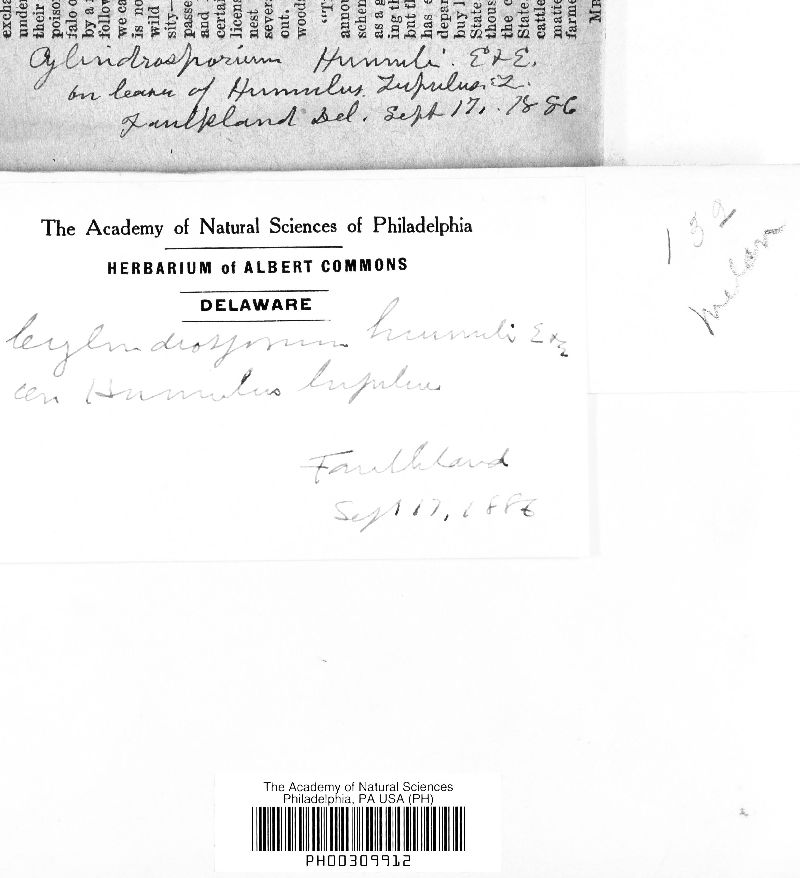 Cylindrosporium Humuli. E&E.
on leaves of Humulus Lupulus. L.
Faulkland Del. Sept 17, 1886
The Academy of Natural Sciences of Philadelphia
HERBARIUM of ALBERT COMMONS
DELAWARE
Cylindrosporium humuli E&E
on Humulus lupulus
Faulkland
Sept 17, 1886
132
melan
The Academy of Natural Sciences
Philadelphia, PA USA (PH)
PH00309912